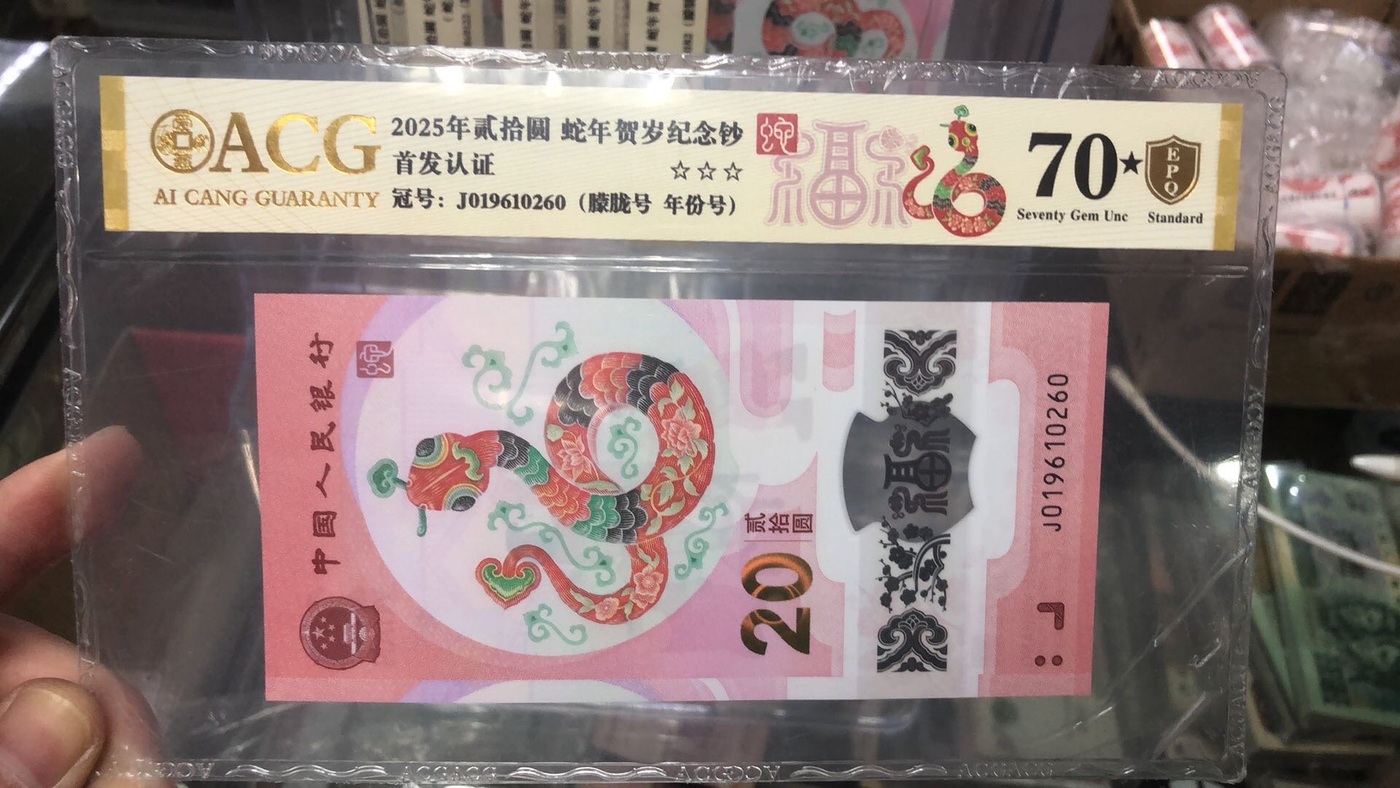 ACG
AI CANG GUARANTY
2025年贰拾圆 蛇年贺岁纪念钞
首发认证 ☆☆☆
冠号：J019610260（朦胧号 年份号）
福
70★
Seventy Gem Unc
EPQ
Standard
中国人民银行
20
贰拾圆
福
J019610260